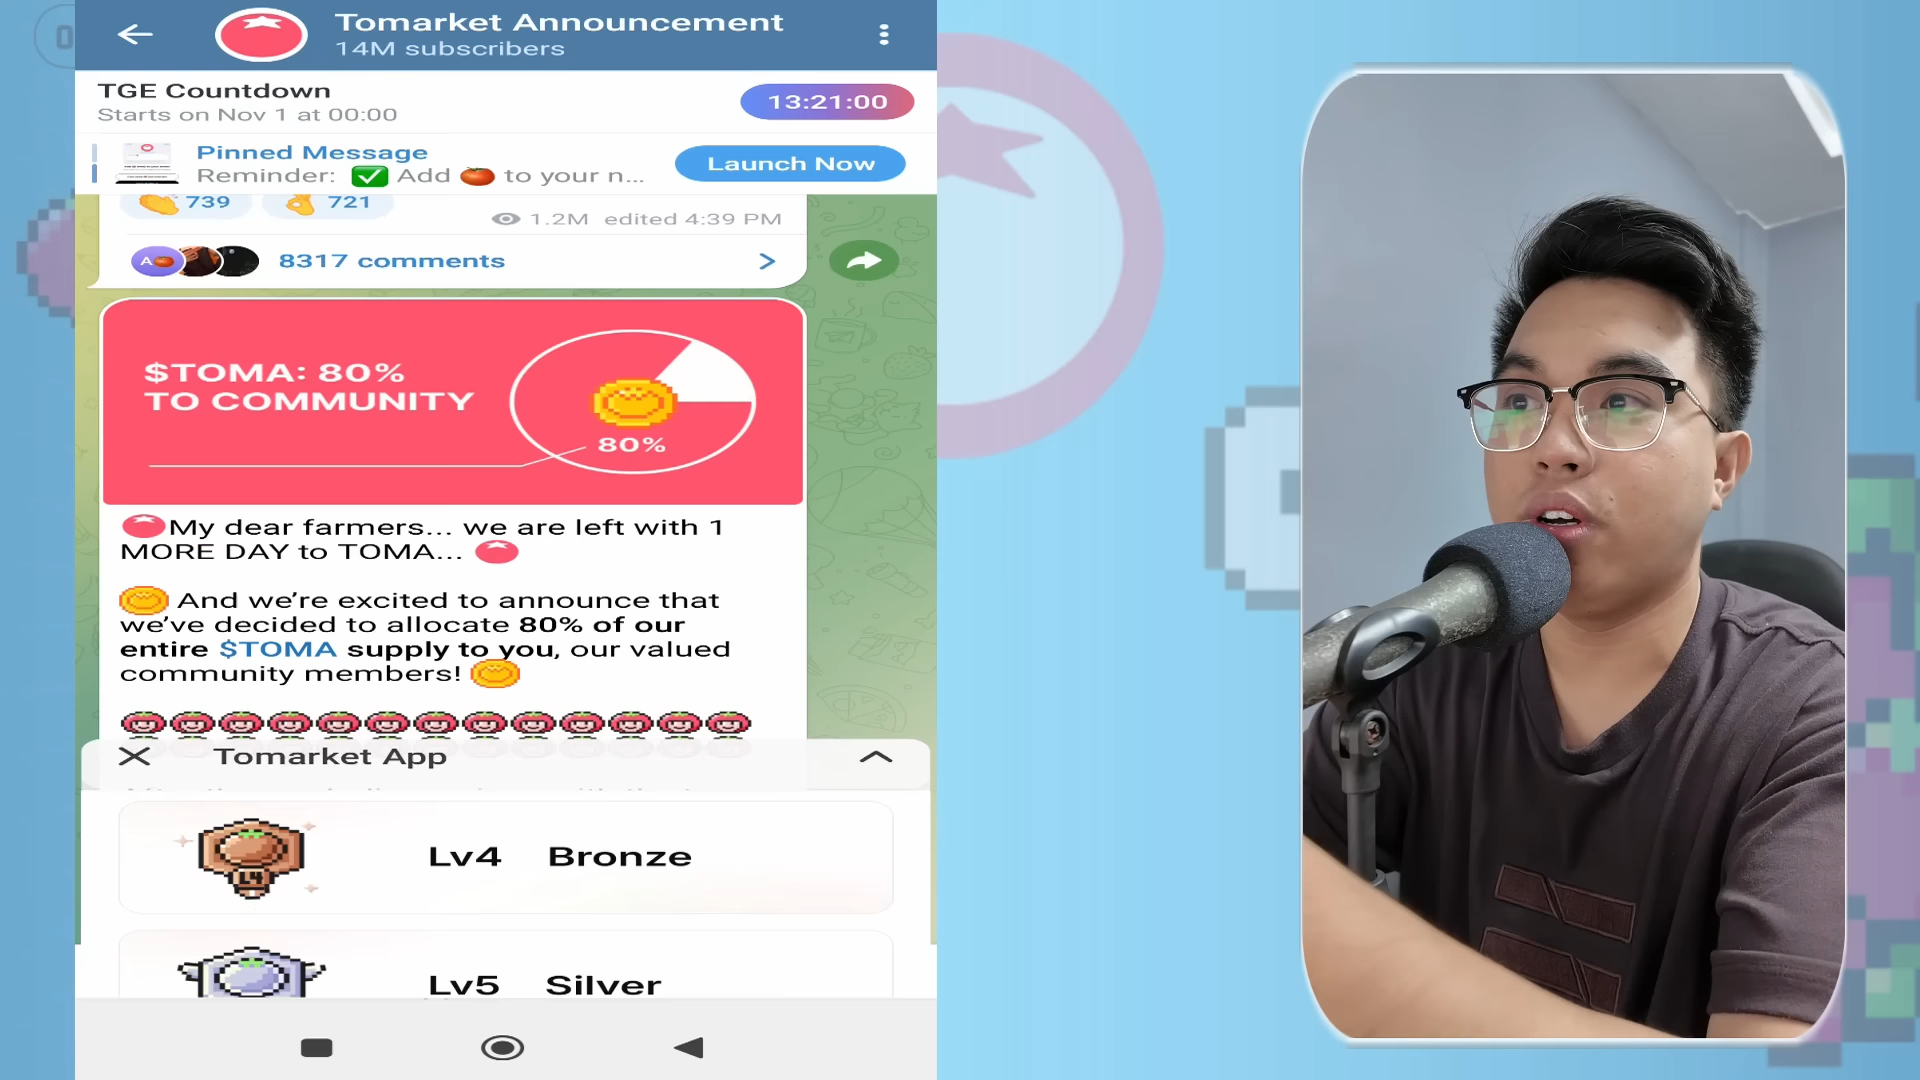 Tomarket Announcement
14M subscribers
TGE Countdown
Starts on Nov 1 at 00:00
13:21:00
Pinned Message
Reminder: ✅ Add 🍅 to your n...
Launch Now
739
721
1.2M edited 4:39 PM
A
8317 comments
$TOMA: 80%
TO COMMUNITY
80%
My dear farmers... we are left with 1
MORE DAY to TOMA...
And we're excited to announce that
we've decided to allocate 80% of our
entire $TOMA supply to you, our valued
community members!
Tomarket App
L4
Lv4 Bronze
Lv5 Silver